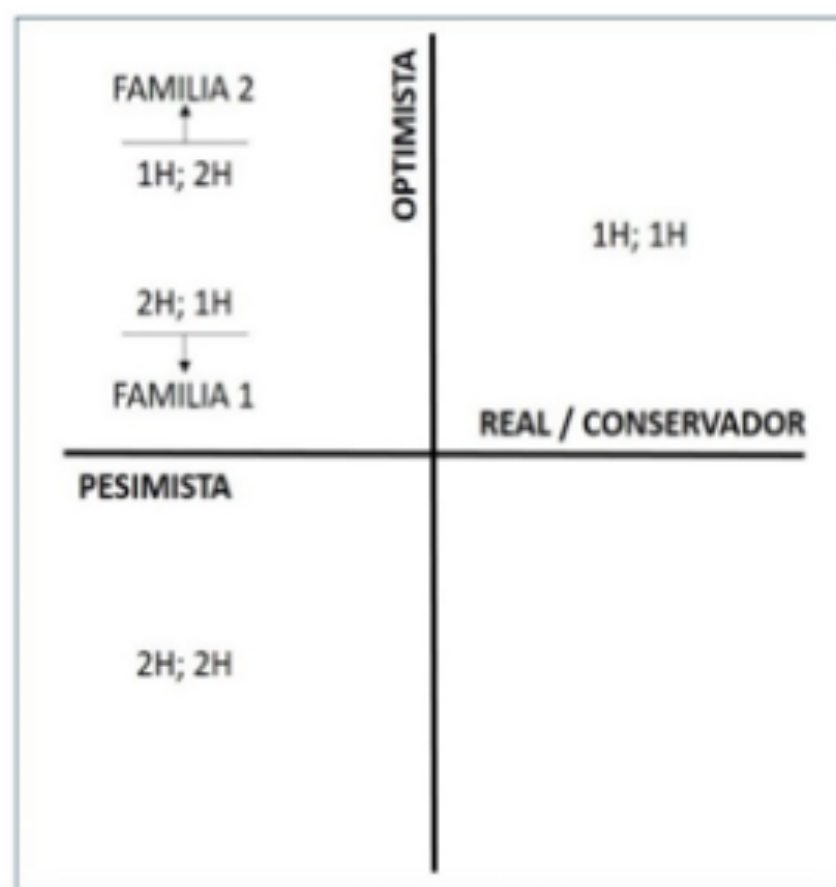 FAMILIA 2
1H; 2H
2H; 1H
FAMILIA 1
OPTIMISTA
1H; 1H
REAL / CONSERVADOR
PESIMISTA
2H; 2H